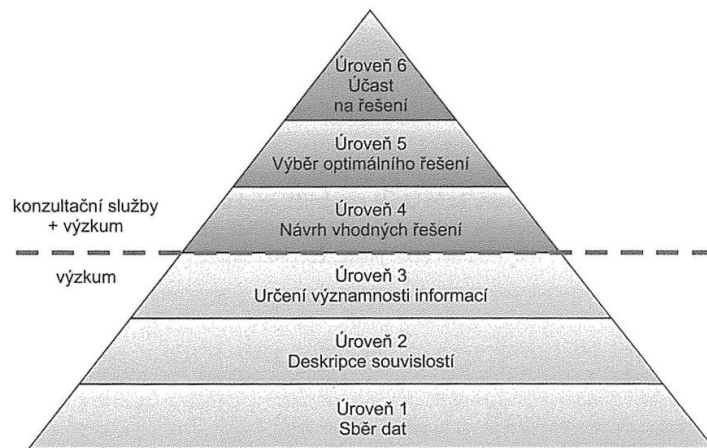 Úroveň 6
Účast
na řešení
Úroveň 5
Výběr optimálního řešení
konzultační služby
+ výzkum
Úroveň 4
Návrh vhodných řešení
výzkum
Úroveň 3
Určení významnosti informací
Úroveň 2
Deskripce souvislostí
Úroveň 1
Sběr dat